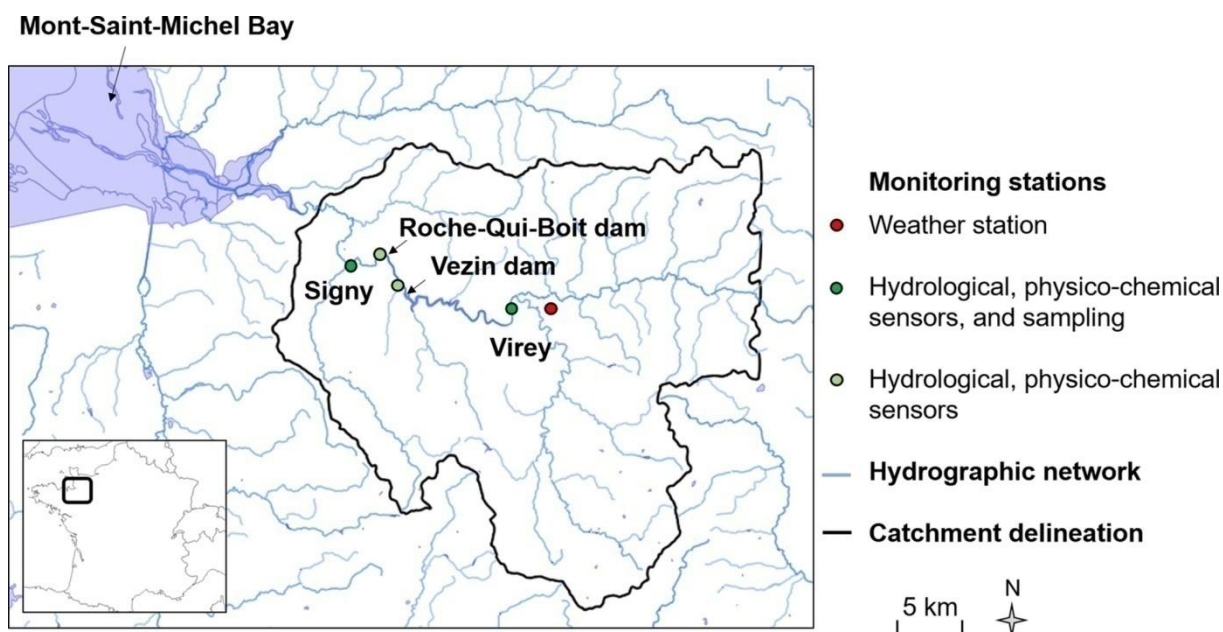 Mont-Saint-Michel Bay
Roche-Qui-Boit dam
Vezin dam
Signy
Virey
Monitoring stations
Weather station
Hydrological, physico-chemical
sensors, and sampling
Hydrological, physico-chemical
sensors
Hydrographic network
Catchment delineation
5 km
N